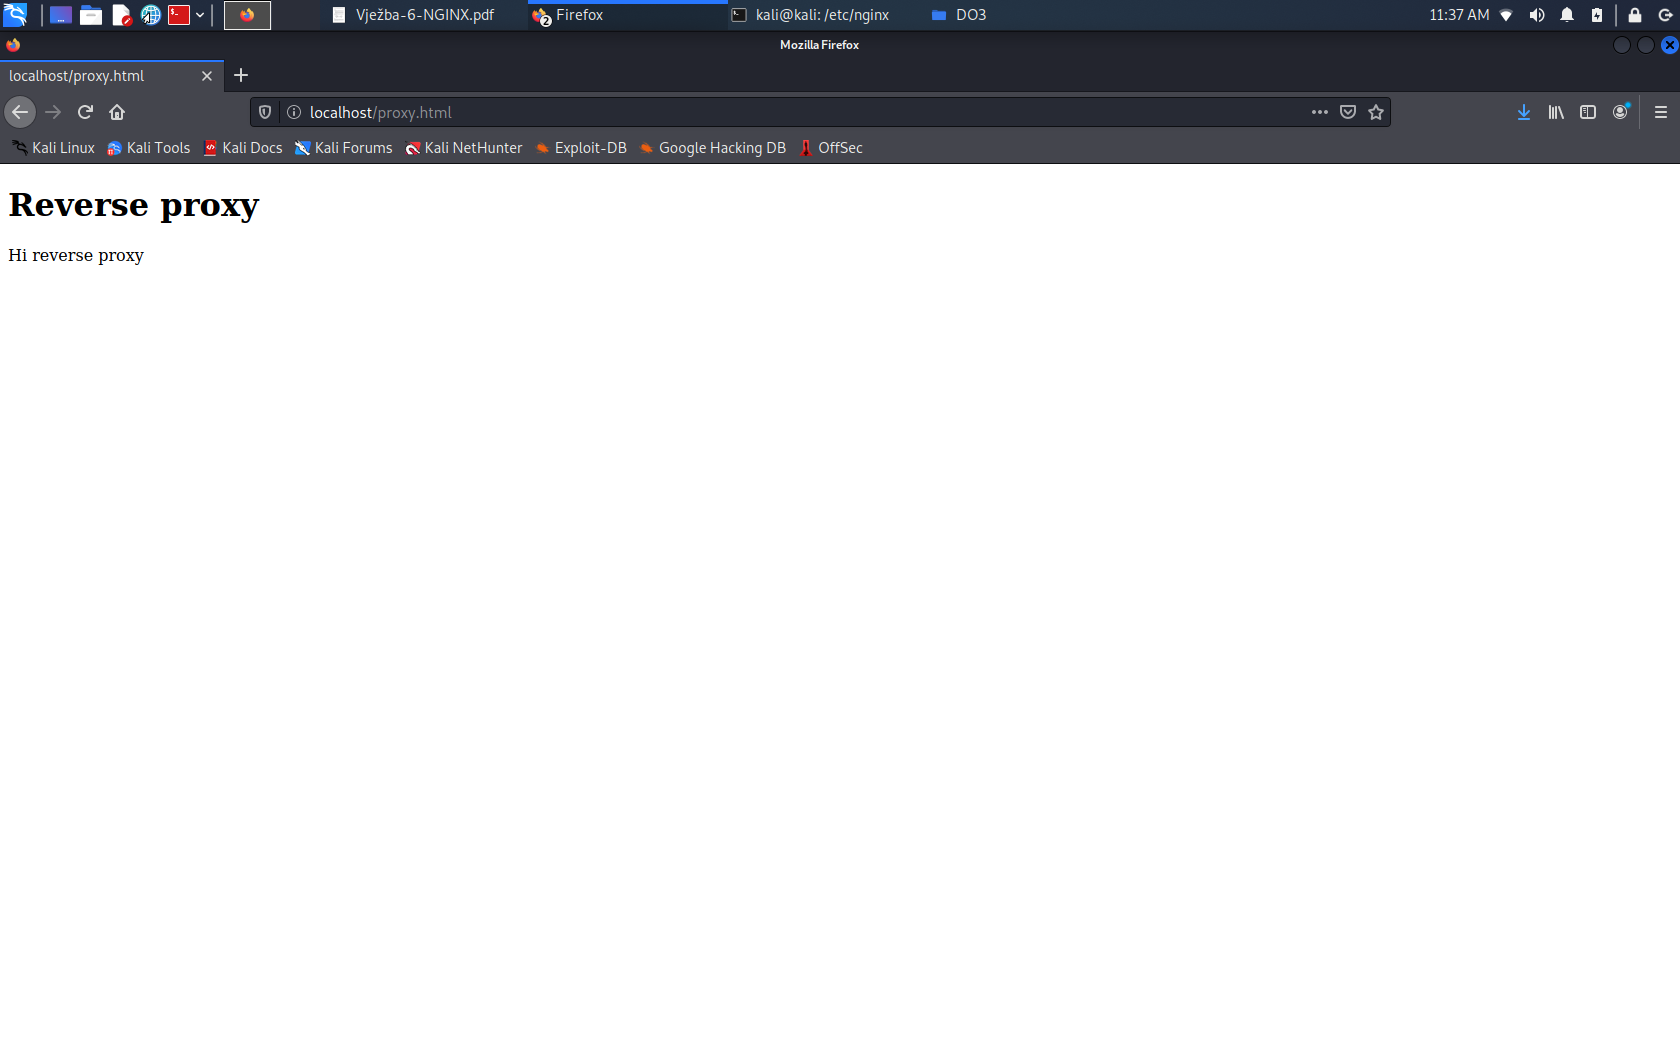 Vježba-6-NGINX.pdf
2
Firefox
kali@kali: /etc/nginx
DO3
11:37 AM
Mozilla Firefox
localhost/proxy.html
localhost/proxy.html
Kali Linux
Kali Tools
Kali Docs
Kali Forums
Kali NetHunter
Exploit-DB
Google Hacking DB
OffSec
Reverse proxy
Hi reverse proxy